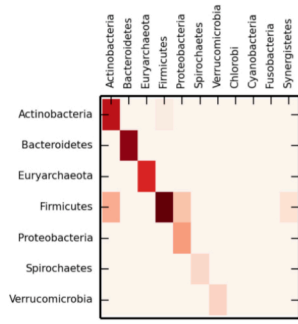 Actinobacteria
Bacteroidetes
Euryarchaeota
Firmicutes
Proteobacteria
Spirochaetes
Verrucomicrobia
Chlorobi
Cyanobacteria
Fusobacteria
Synergistetes
Actinobacteria
Bacteroidetes
Euryarchaeota
Firmicutes
Proteobacteria
Spirochaetes
Verrucomicrobia